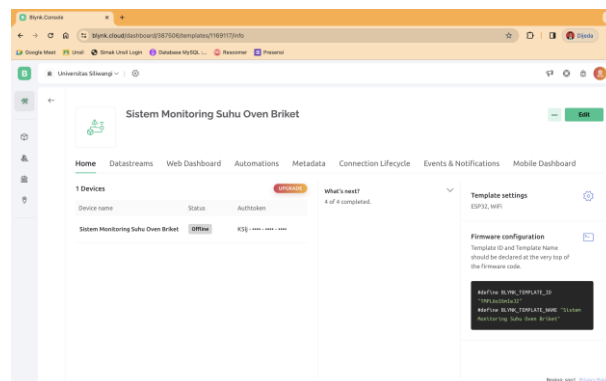 Blynk.Console
blynk.cloud/dashboard/387506/templates/1169117/info
Dijeda
Google Meet
Unsil
Simak Unsil Login
Database MySQL :...
Resoomer
Presensi
B
Universitas Siliwangi
Sistem Monitoring Suhu Oven Briket
Edit
Home Datastreams Web Dashboard Automations Metadata Connection Lifecycle Events & Notifications Mobile Dashboard
1 Devices
UPGRADE
Device name Status Authtoken
Sistem Monitoring Suhu Oven Briket Offline KSij - •••• - •••• - ••••
What's next?
4 of 4 completed.
Template settings
ESP32, WiFi
Firmware configuration
Template ID and Template Name
should be declared at the very top of
the firmware code.
#define BLYNK_TEMPLATE_ID
#define BLYNK_TEMPLATE_NAME "Sistem
Monitoring Suhu Oven Briket"
Privacy